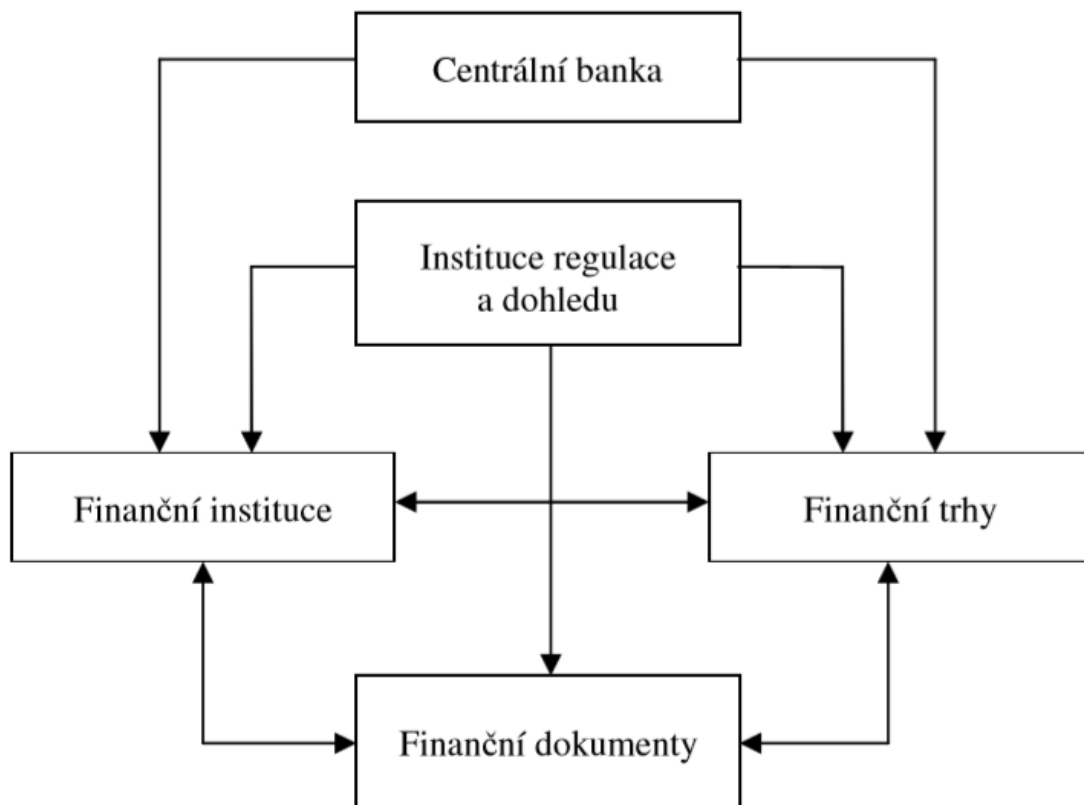 Centrální banka
Instituce regulace
a dohledu
Finanční instituce
Finanční trhy
Finanční dokumenty